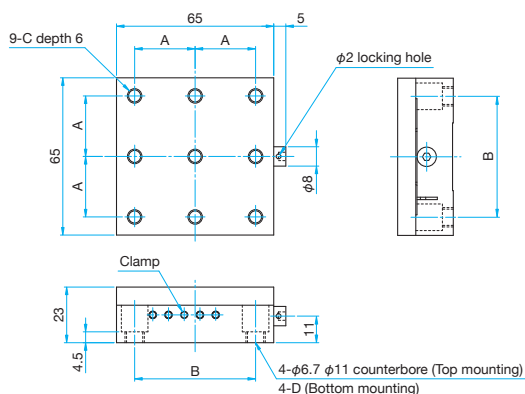 65
5
9-C depth 6
A
A
φ2 locking hole
A
65
A
φ8
B
Clamp
23
4.5
11
B
4-φ6.7 φ11 counterbore (Top mounting)
4-D (Bottom mounting)